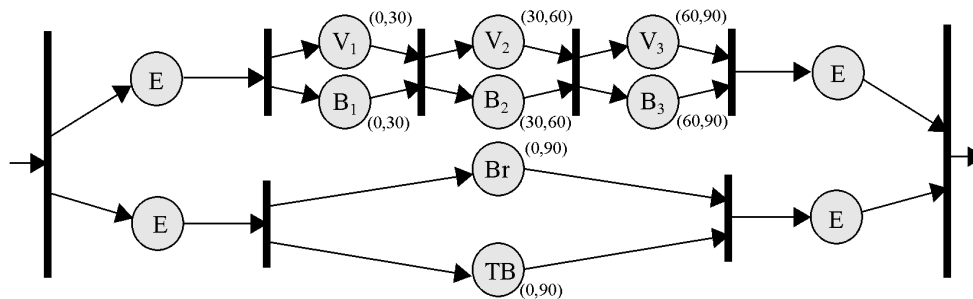 (0,30) (30,60) (60,90)
V1 V2 V3
E E
B1 B2 B3
(0,30) (30,60) (60,90)
(0,90)
Br
E E
TB
(0,90)